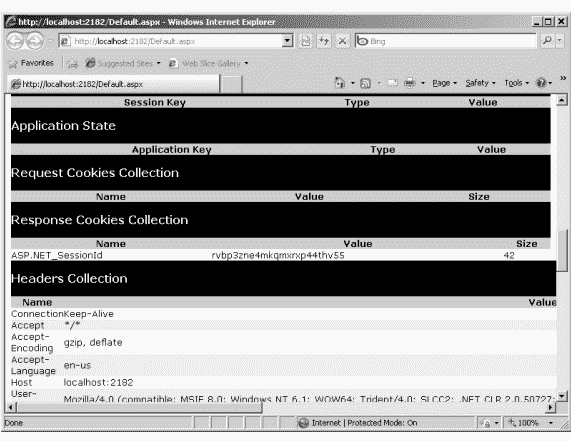 http://localhost:2182/Default.aspx - Windows Internet Explorer
http://localhost:2182/Default.aspx
Bing
Favorites Suggested Sites Web Slice Gallery
http://localhost:2182/Default.aspx Page Safety Tools »
Session Key Type Value
Application State
Application Key Type Value
Request Cookies Collection
Name Value Size
Response Cookies Collection
Name Value Size
ASP.NET_SessionId rvbp3zne4mkqmxrxp44thv55 42
Headers Collection
Name Value
Connection Keep-Alive
Accept */*
Accept-
Encoding gzip, deflate
Accept-
Language en-us
Host localhost:2182
User- Mozilla/4.0 (compatible; MSIE 8.0; Windows NT 6.1; WOW64; Trident/4.0; SLCC2; .NET CLR 2.0.50727;
Done Internet | Protected Mode: On 100%